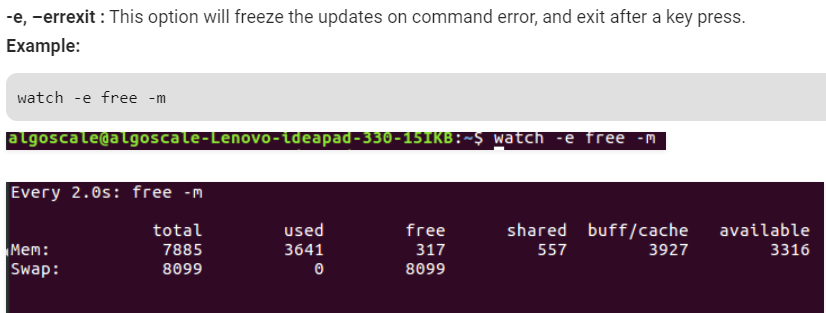 -e, –errexit : This option will freeze the updates on command error, and exit after a key press.
Example:
watch -e free -m
algoscale@algoscale-Lenovo-ideapad-330-15IKB:~$ watch -e free -m
Every 2.0s: free -m
total used free shared buff/cache available
Mem: 7885 3641 317 557 3927 3316
Swap: 8099 0 8099